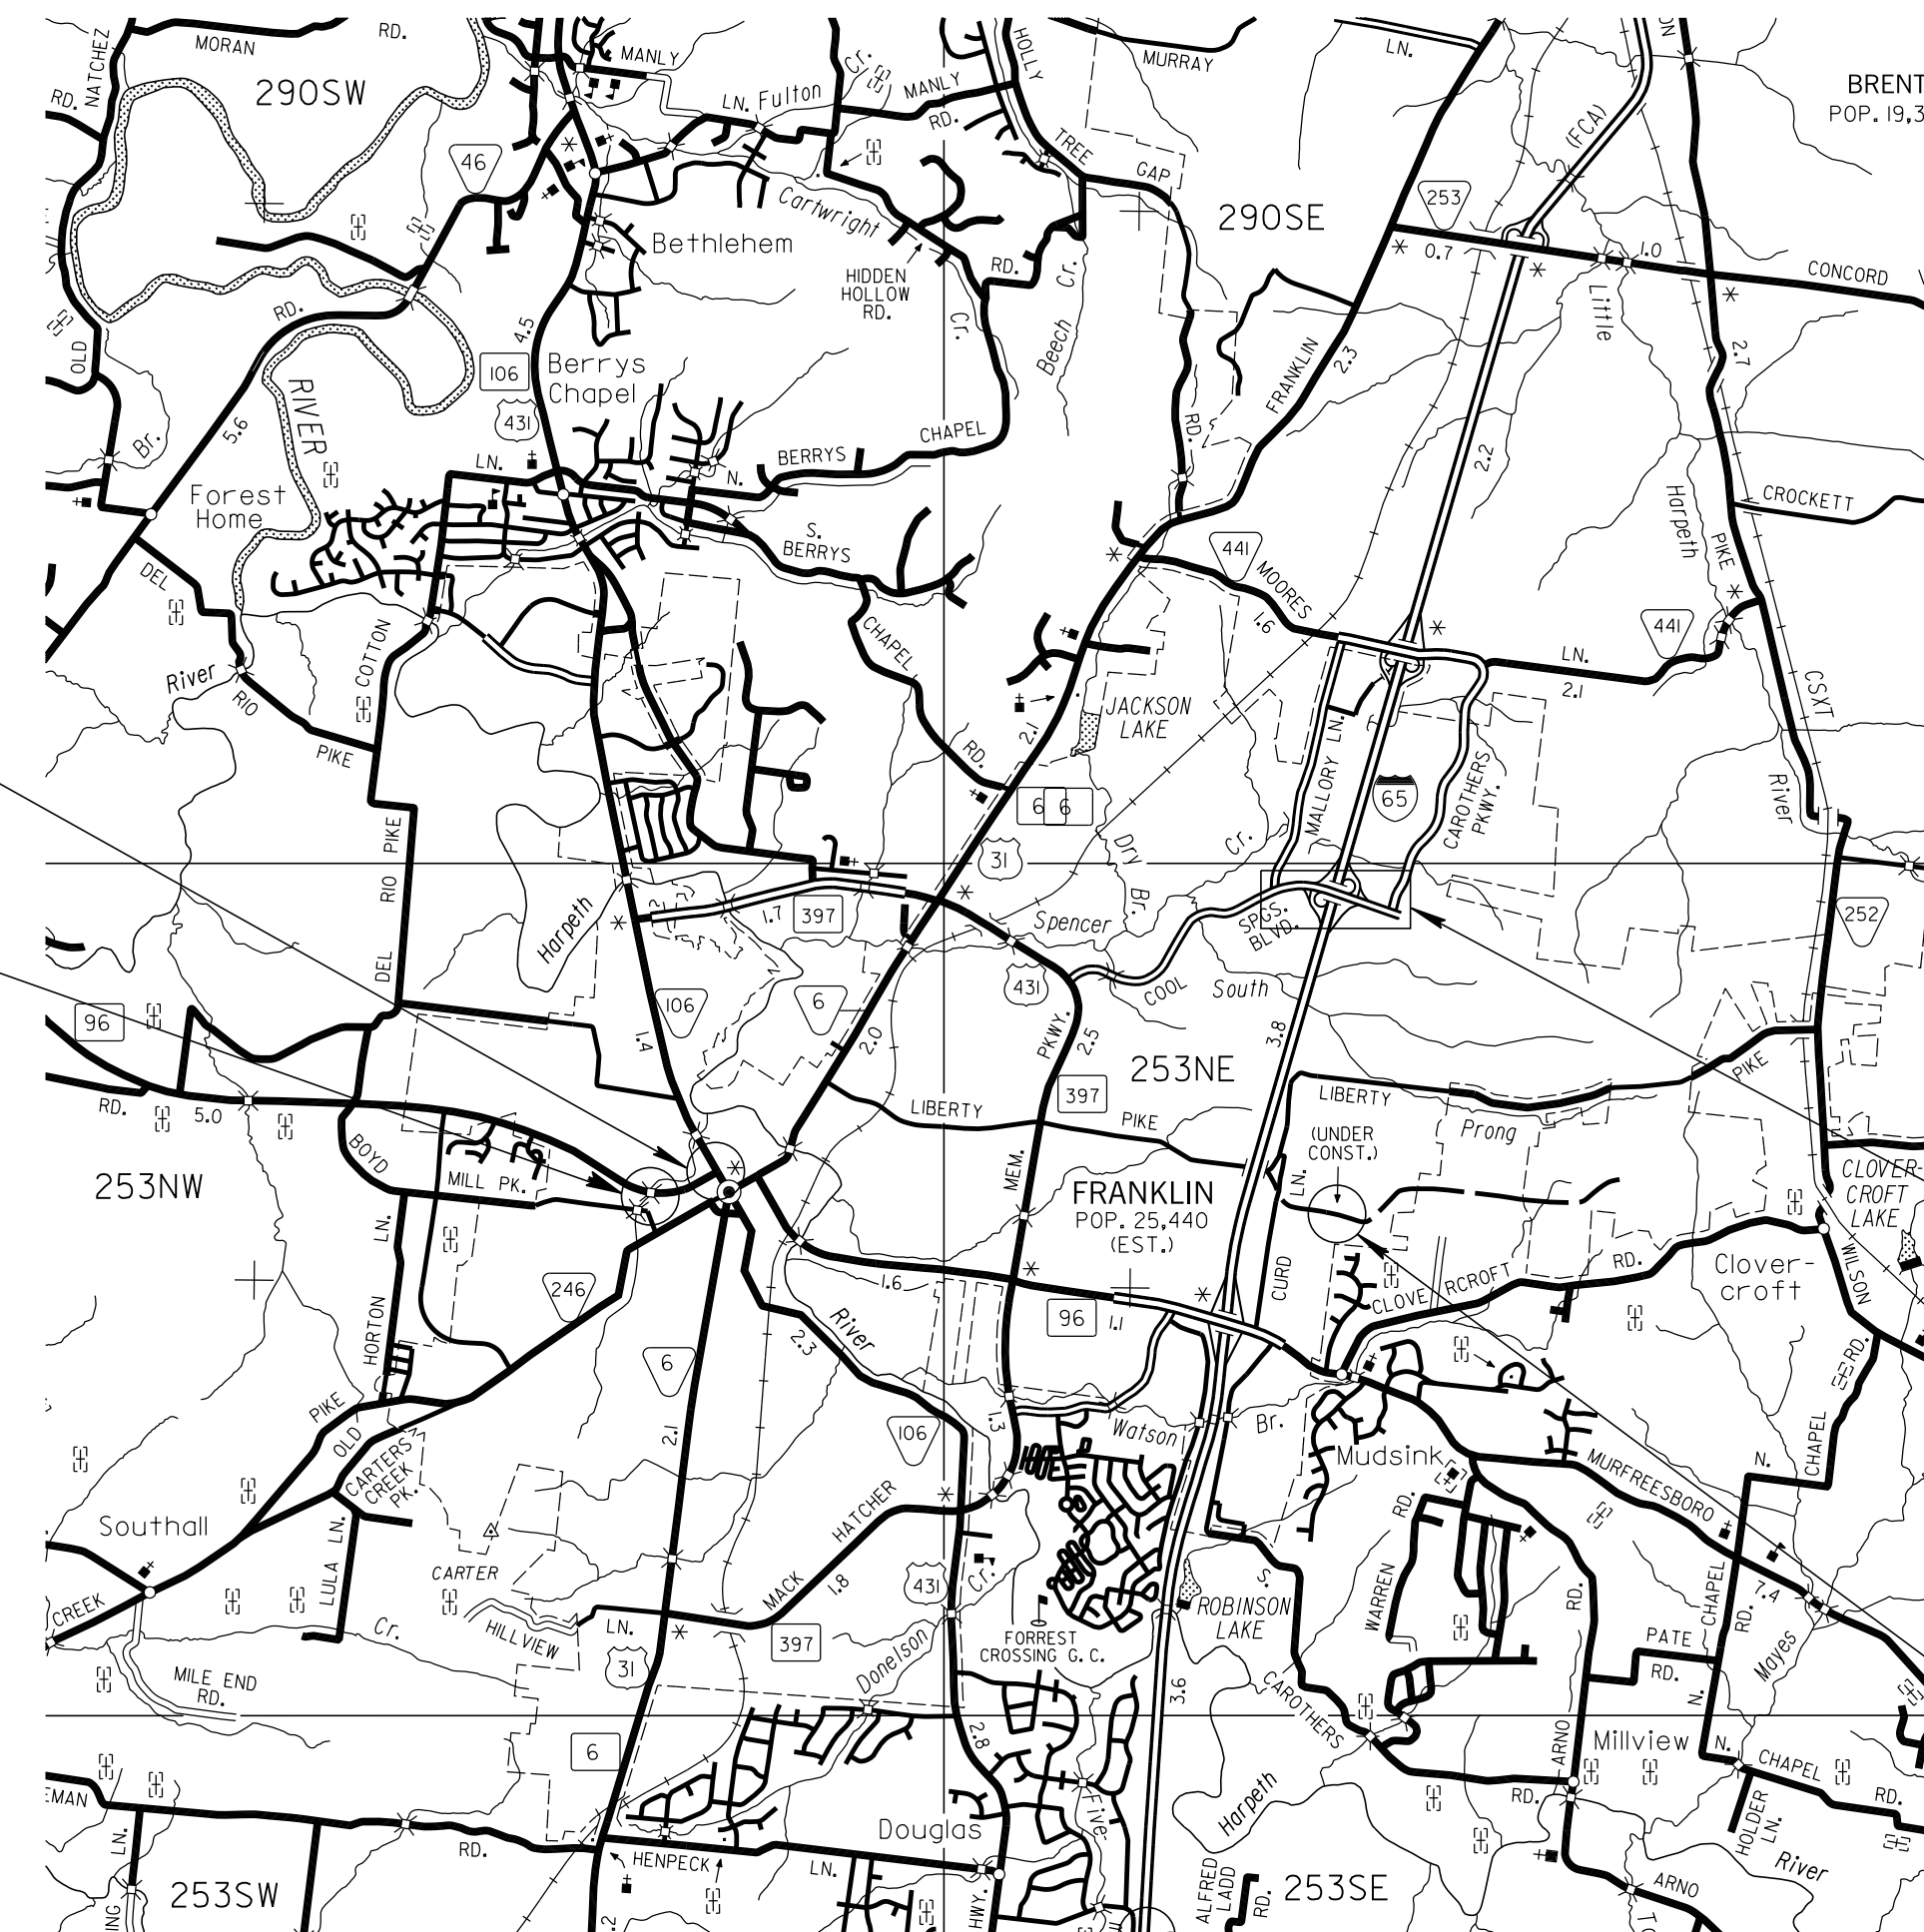 NATCHEZ
MORAN
RD.
RD.
290SW
MANLY
LN.
Fulton
Cr.
MANLY
RD.
HOLLY
TREE
GAP
RD.
MURRAY
LN.
(FCA)
BRENT
POP. 19,3
46
Bethlehem
Cartwright
Cr.
HIDDEN
HOLLOW
RD.
RD.
Beech
Cr.
290SE
253
0.7
1.0
CONCORD
Little
Harpeth
River
2.7
RD.
OLD
Br.
5.6
RIVER
4.5
106
431
Berrys
Chapel
LN.
N.
BERRYS
CHAPEL
S.
BERRYS
CHAPEL
RD.
FRANKLIN
2.3
2.2
CROCKETT
PIKE
Forest
Home
DEL
RIO
PIKE
River
COTTON
441
MOORES
1.6
441
LN.
2.1
CSXT
JACKSON
LAKE
2.1
6
6
31
MALLORY LN.
65
CAROTHERS
PKWY.
DEL
RIO
PIKE
Harpeth
1.7
397
Dry
Br.
Cr.
Spencer
SPGS.
BLVD.
COOL
South
252
431
96
106
6
1.4
2.0
PKWY.
2.5
3.8
253NE
397
PIKE
RD.
5.0
BOYD
MILL PK.
LIBERTY
PIKE
LIBERTY
Prong
(UNDER
CONST.)
253NW
MEM.
FRANKLIN
POP. 25,440
(EST.)
LN.
CURD
CLOVER-
CROFT
LAKE
LN.
HORTON
246
1.6
96
1.1
CLOVE
RCROFT
RD.
Clover-
croft
WILSON
River
2.3
6
2.1
PIKE
OLD
CARTERS
CREEK
PK.
106
1.3
Watson
Br.
Mudsink
MURFREESBORO
N.
CHAPEL
RD.
Southall
LULA LN.
CARTER
CREEK
Cr.
MACK
HATCHER
1.8
431
Cr.
HILLVIEW
LN.
397
31
Donelson
FORREST
CROSSING G.C.
ROBINSON
LAKE
S.
CAROTHERS
WARREN
RD.
RD.
ARNO
PATE
RD.
CHAPEL
RD.
N.
7.4
Mayes
MILE END
RD.
3.6
6
2.8
Millview
N.
CHAPEL
RD.
EMAN
RD.
LN.
HENPECK
LN.
Douglas
Five
Harpeth
RD.
HOLDER
LN.
River
253SW
HWY.
ALFRED
LADD
RD.
253SE
ARNO
ING
.2